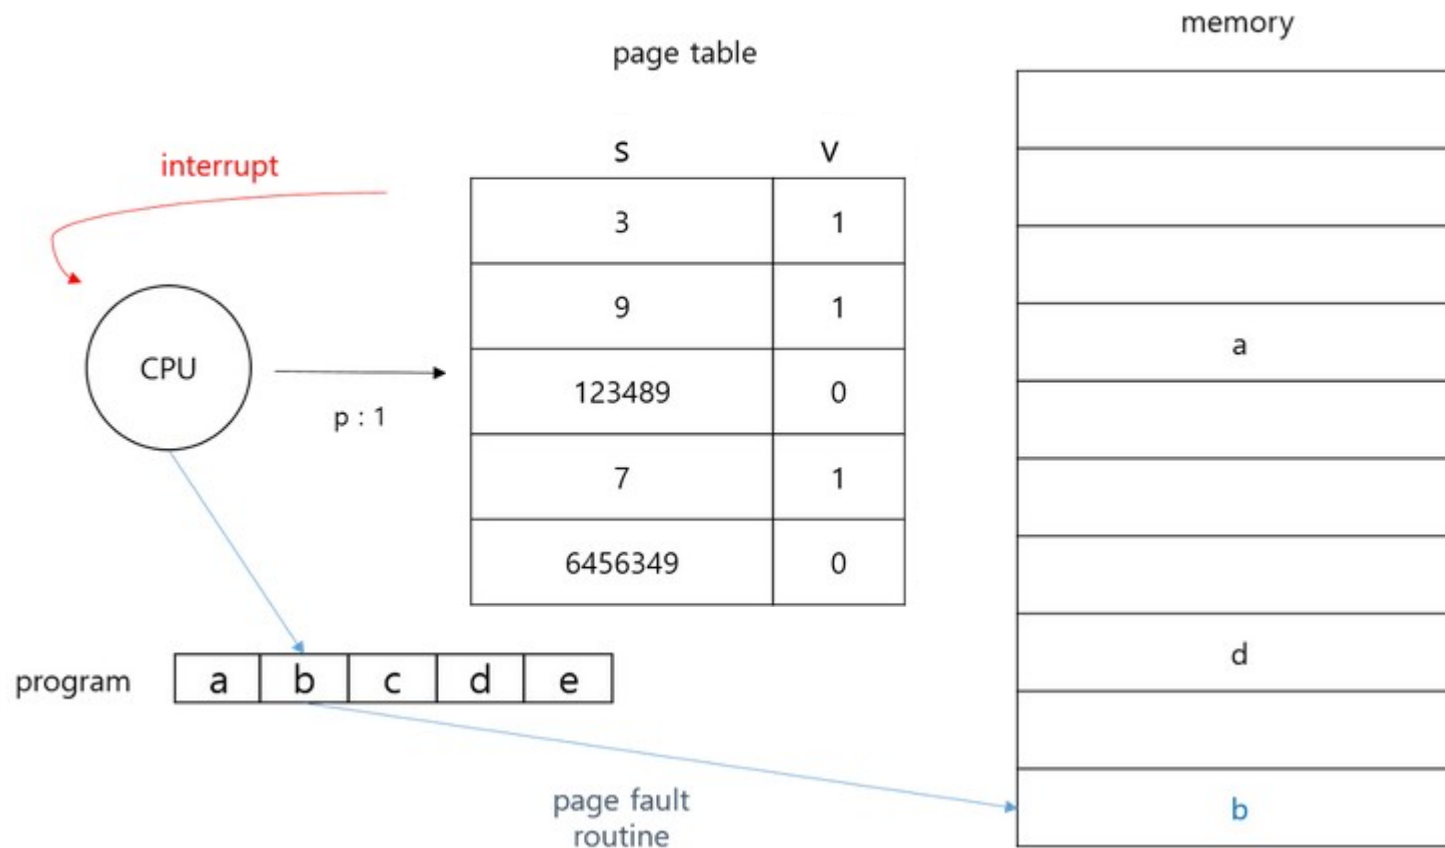 memory
page table
S V
interrupt
3 1
9 1
a
CPU
123489 0
p : 1
7 1
6456349 0
d
program a b c d e
page fault
routine
b